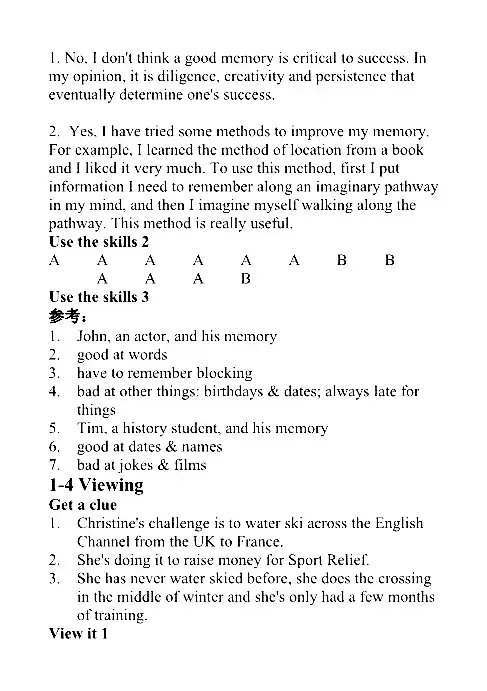 1. No, I don't think a good memory is critical to success. In
my opinion, it is diligence, creativity and persistence that
eventually determine one's success.
2. Yes, I have tried some methods to improve my memory.
For example, I learned the method of location from a book
and I liked it very much. To use this method, first I put
information I need to remember along an imaginary pathway
in my mind, and then I imagine myself walking along the
pathway. This method is really useful.
Use the skills 2
A A A A A A B B
A A A B
Use the skills 3
参考：
1. John, an actor, and his memory
2. good at words
3. have to remember blocking
4. bad at other things: birthdays & dates; always late for
things
5. Tim, a history student, and his memory
6. good at dates & names
7. bad at jokes & films
1-4 Viewing
Get a clue
1. Christine's challenge is to water ski across the English
Channel from the UK to France.
2. She's doing it to raise money for Sport Relief.
3. She has never water skied before, she does the crossing
in the middle of winter and she's only had a few months
of training.
View it 1